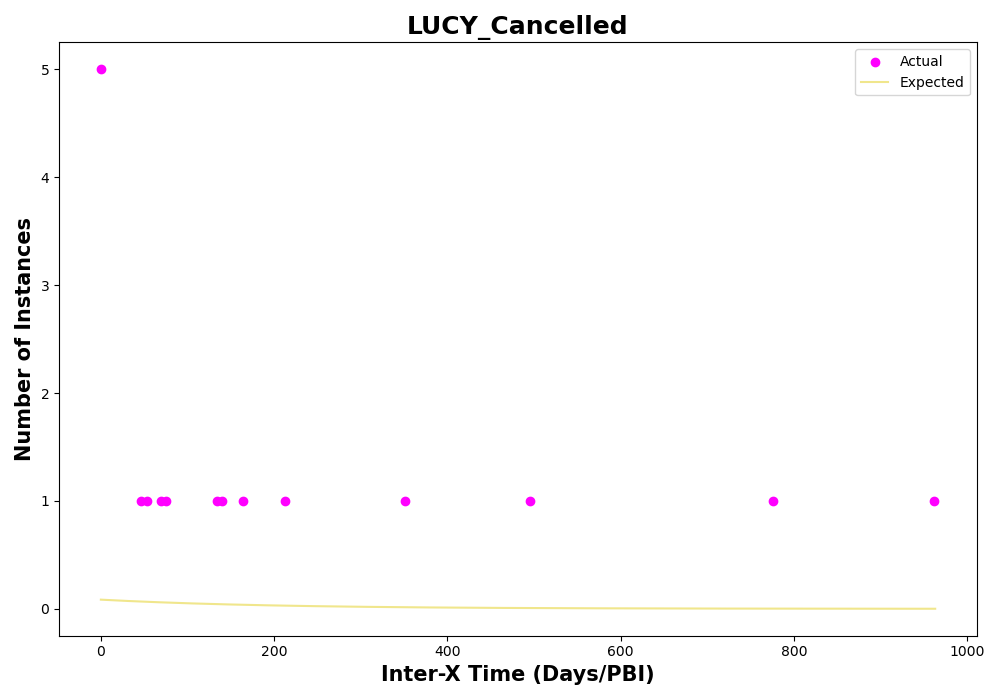 LUCY_Cancelled
Actual
Expected
5
4
3
2
1
0
Number of Instances
0 200 400 600 800 1000
Inter-X Time (Days/PBI)